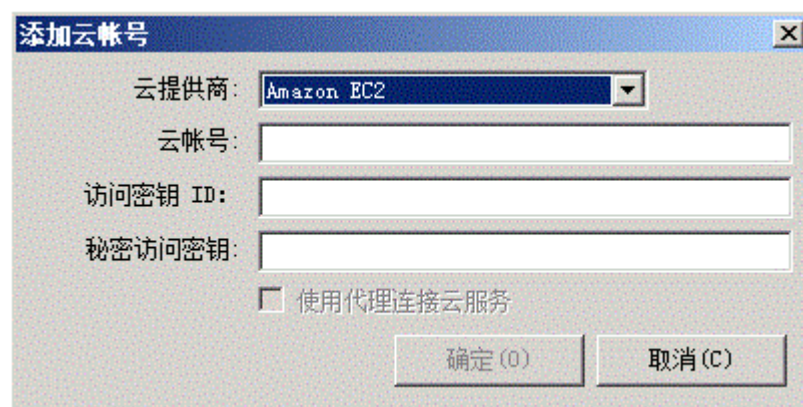 添加云帐号
云提供商: Amazon EC2
云帐号:
访问密钥 ID:
秘密访问密钥:
使用代理连接云服务
确定(O) 取消(C)